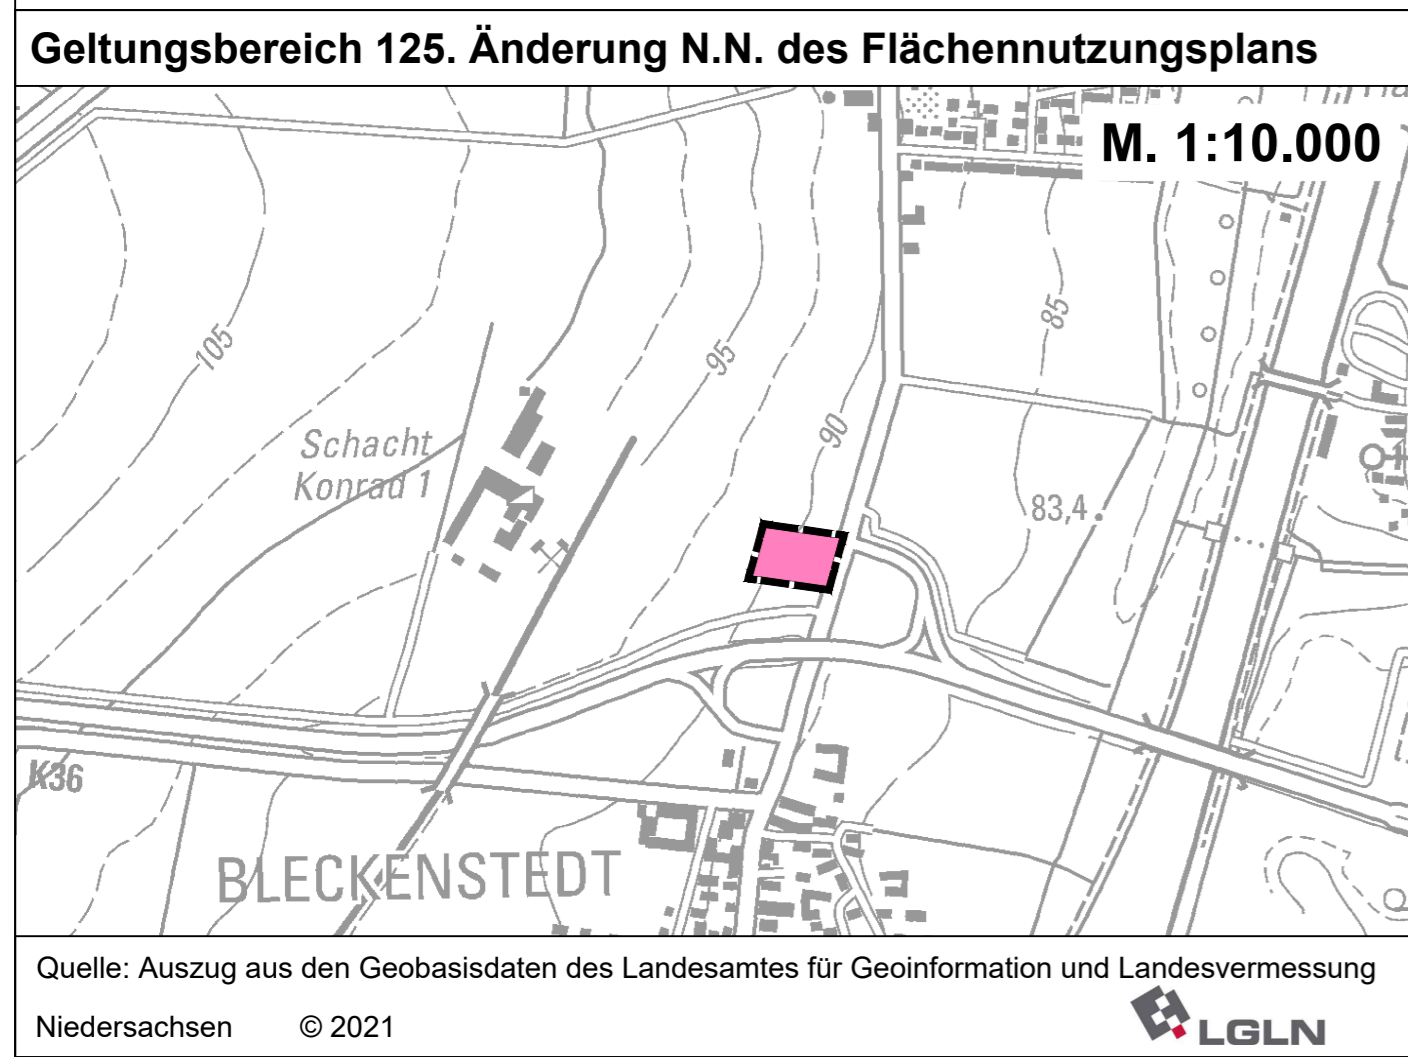 Geltungsbereich 125. Änderung N.N. des Flächennutzungsplans
M. 1:10.000
105
95
85
90
Schacht
Konrad 1
83,4
K36
BLECKENSTEDT
Quelle: Auszug aus den Geobasisdaten des Landesamtes für Geoinformation und Landesvermessung
Niedersachsen © 2021
LGLN